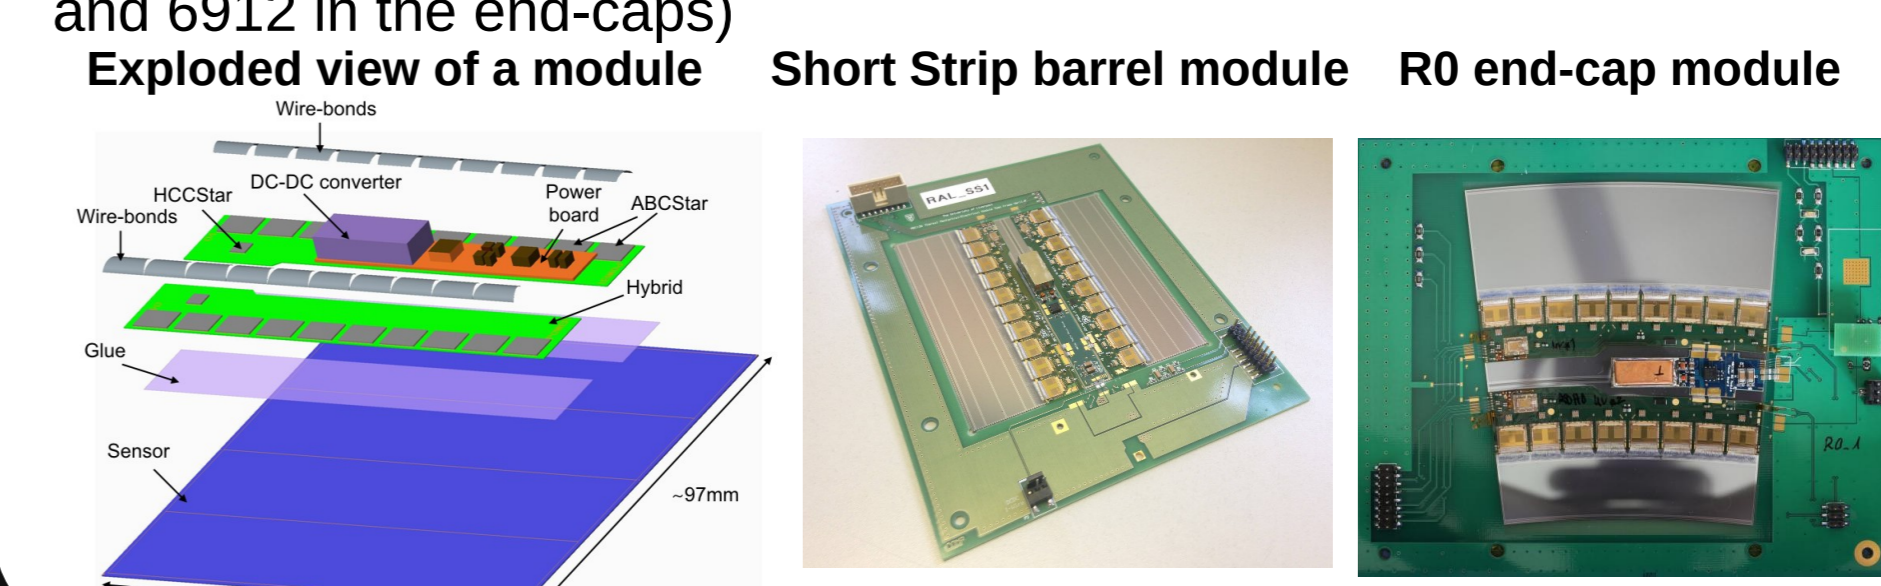 and 6912 in the end-caps)
Exploded view of a module
Short Strip barrel module
R0 end-cap module
Wire-bonds
DC-DC converter
HCCStar
Power
board
ABCStar
Wire-bonds
Hybrid
Glue
Sensor
~97mm
RAL_SS1
R0_1